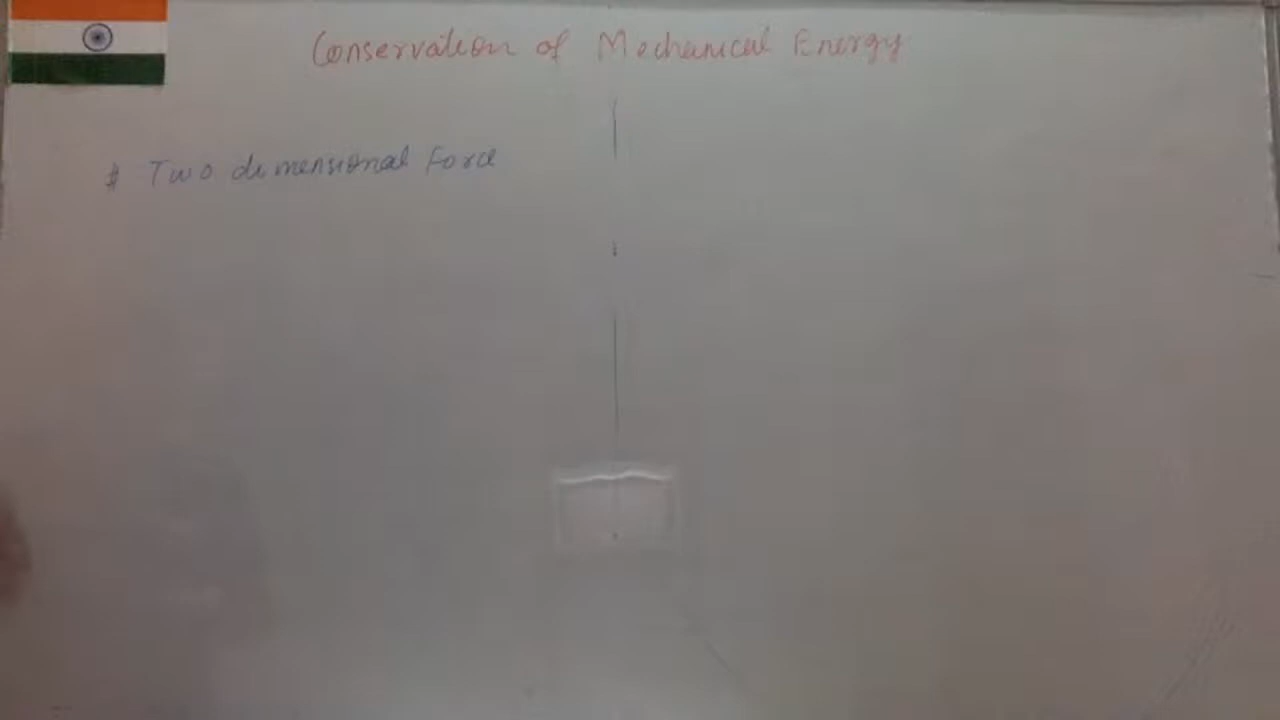 Conservation of Mechanical Energy
# Two dimensional Force